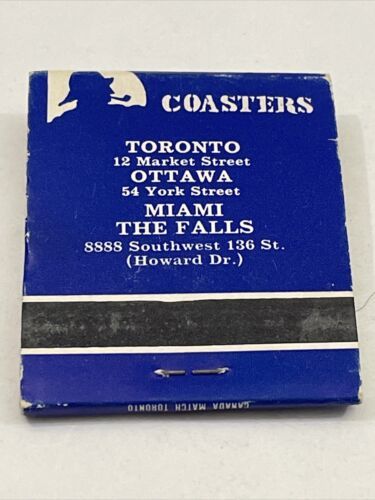 COASTERS
TORONTO
12 Market Street
OTTAWA
54 York Street
MIAMI
THE FALLS
8888 Southwest 136 St.
(Howard Dr.)
CANADA MATCH TORONTO